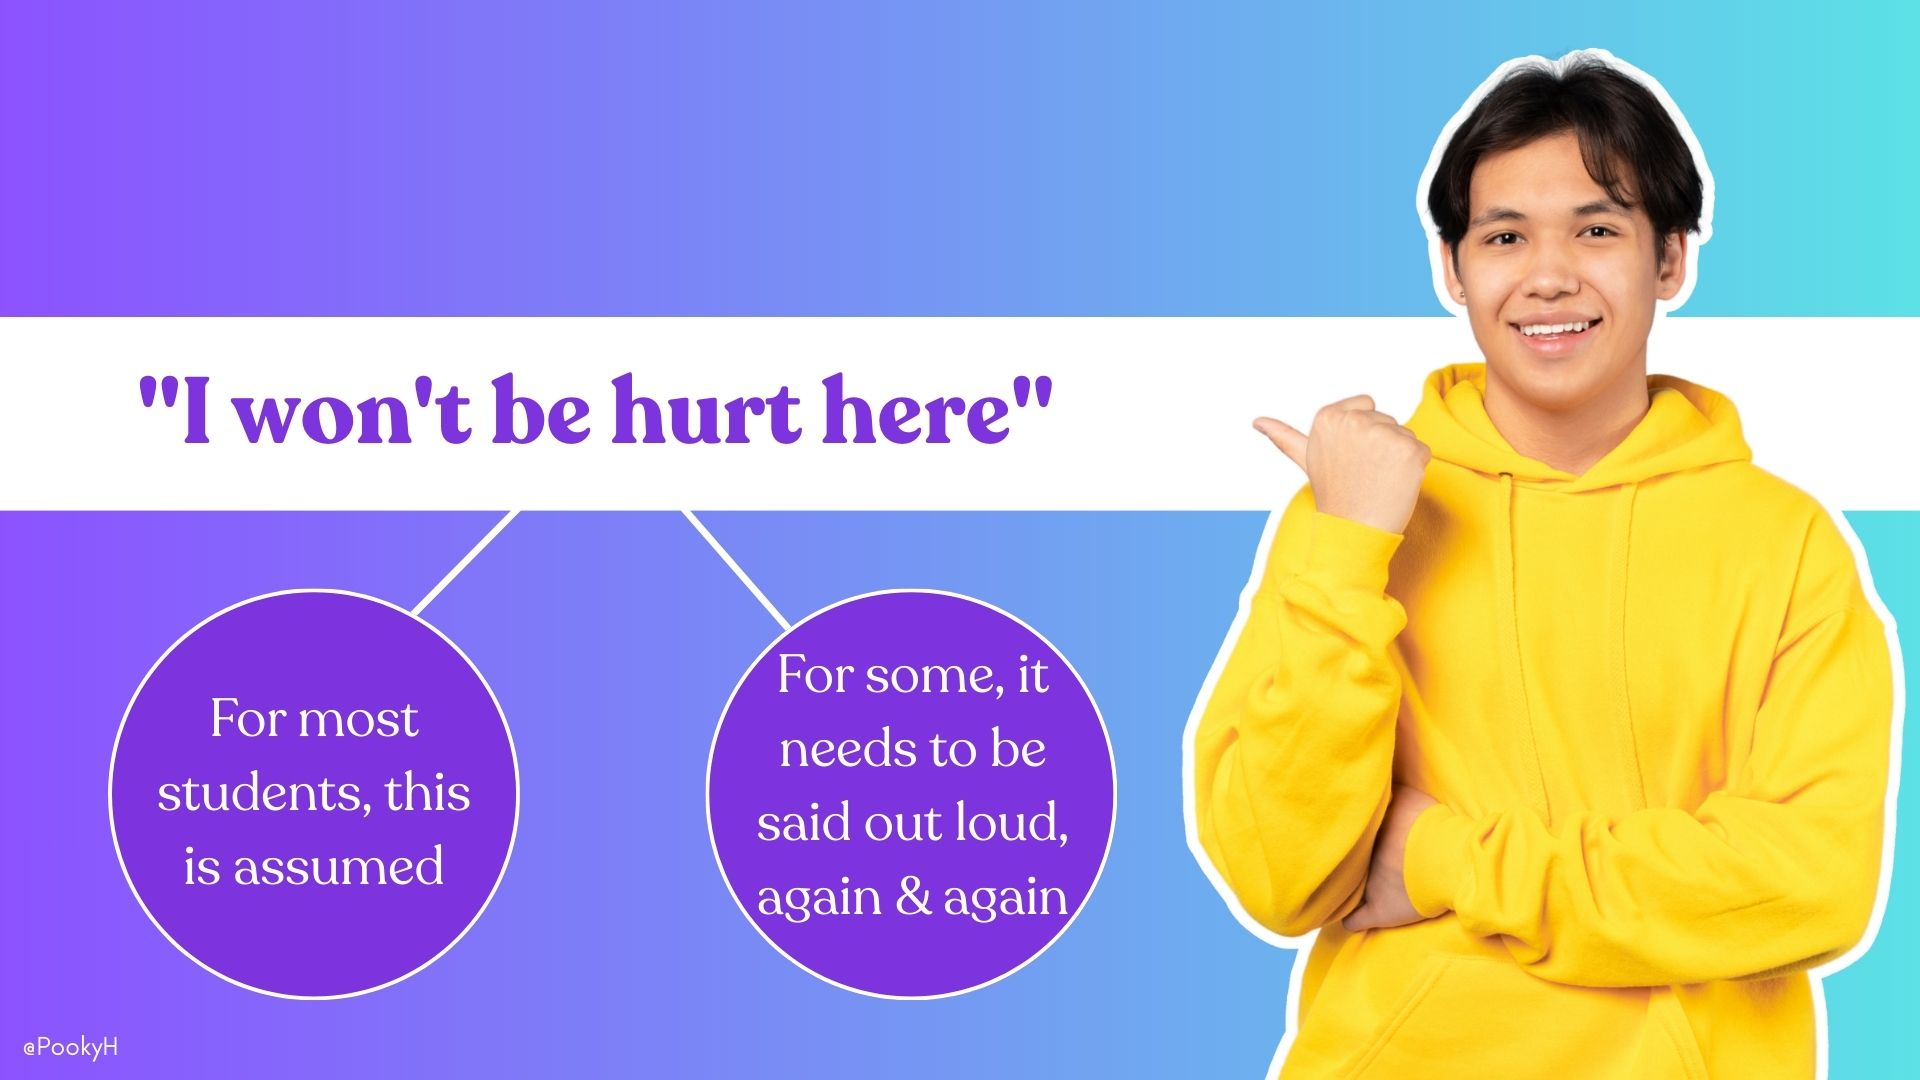 "I won't be hurt here"
For most
students, this
is assumed
For some, it
needs to be
said out loud,
again & again
@PookyH